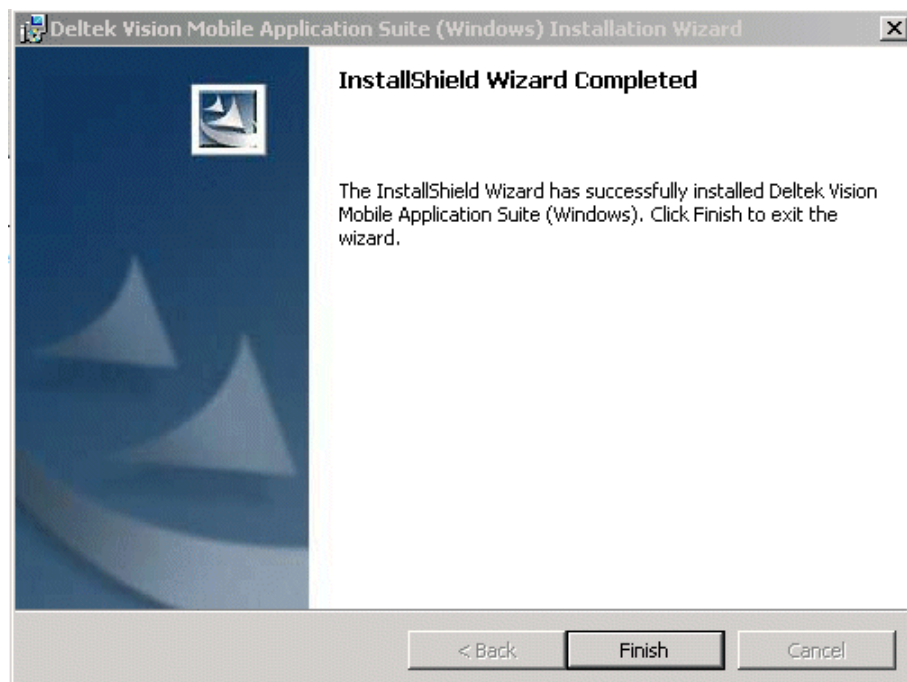 Deltek Vision Mobile Application Suite (Windows) Installation Wizard
InstallShield Wizard Completed
The InstallShield Wizard has successfully installed Deltek Vision
Mobile Application Suite (Windows). Click Finish to exit the
wizard.
< Back
Finish
Cancel